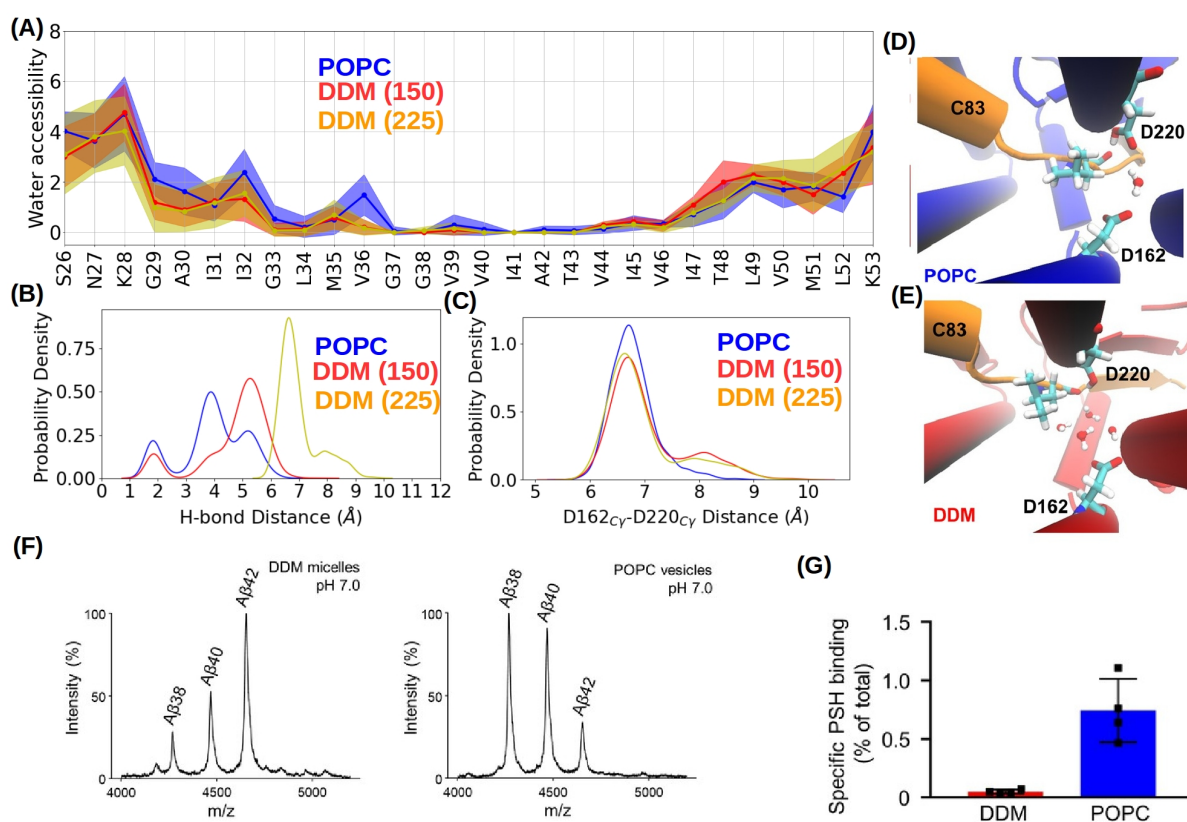 (A)
Water accessibility
8
6
4
2
0
POPC
DDM (150)
DDM (225)
S26 N27 K28 G29 A30 I31 I32 G33 L34 M35 V36 G37 G38 V39 V40 I41 A42 T43 V44 I45 V46 I47 T48 L49 V50 M51 L52 K53
(B)
Probability Density
0.75
0.50
0.25
0.00
POPC
DDM (150)
DDM (225)
0 1 2 3 4 5 6 7 8 9 10 11 12
H-bond Distance (Å)
(C)
Probability Density
1.0
0.5
0.0
POPC
DDM (150)
DDM (225)
5 6 7 8 9 10
D162Cγ-D220Cγ Distance (Å)
(D)
C83
D220
D162
POPC
(E)
C83
D220
D162
DDM
(F)
DDM micelles
pH 7.0
Intensity (%)
100
50
0
Aβ38
Aβ40
Aβ42
4000 4500 5000
m/z
POPC vesicles
pH 7.0
Intensity (%)
100
50
0
Aβ38
Aβ40
Aβ42
4000 4500 5000
m/z
(G)
Specific PSH binding
(% of total)
1.5
1.0
0.5
0
DDM POPC